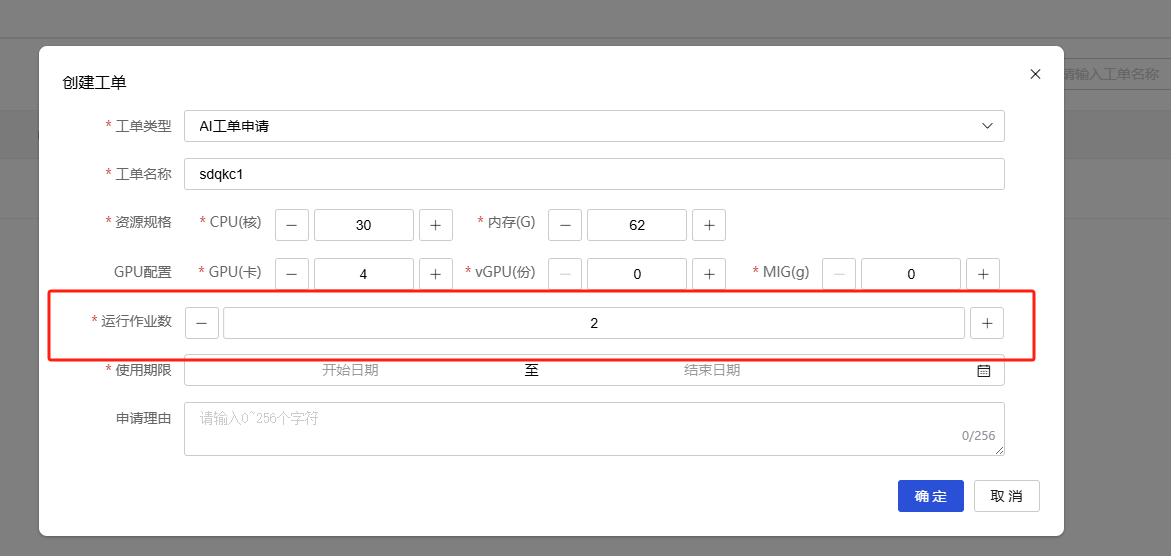 请输入工单名称
创建工单
* 工单类型 AI工单申请
* 工单名称 sdqkc1
* 资源规格 * CPU(核) 30 * 内存(G) 62
GPU配置 * GPU(卡) 4 * vGPU(份) 0 * MIG(g) 0
* 运行作业数 2
* 使用期限 开始日期 至 结束日期
申请理由 请输入0~256个字符
0/256
确定 取消